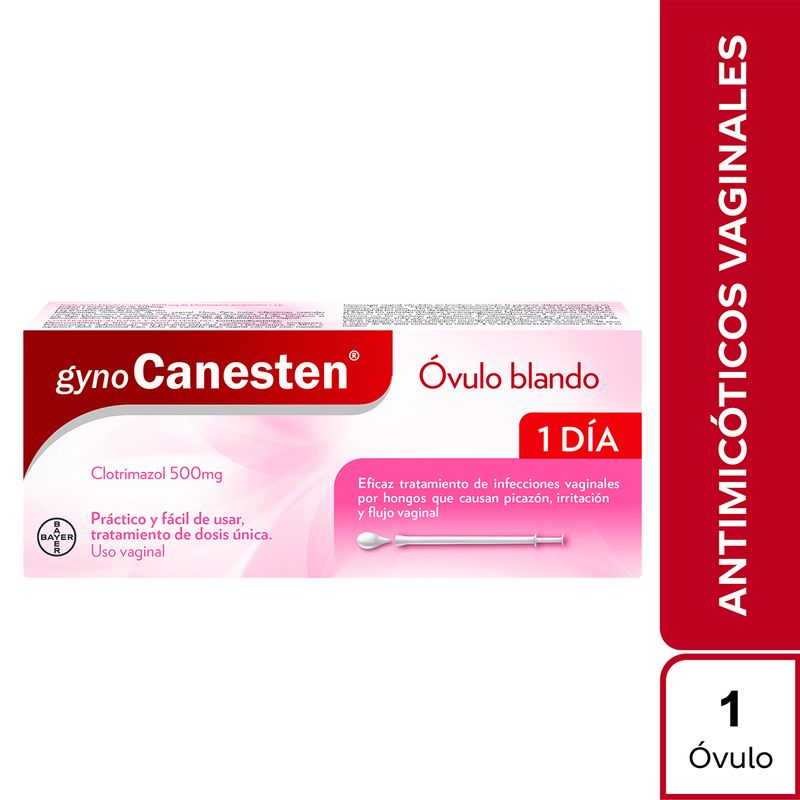 gynoCanesten®
Óvulo blando
1 DÍA
Clotrimazol 500mg
Eficaz tratamiento de infecciones vaginales
por hongos que causan picazón, irritación
y flujo vaginal
Práctico y fácil de usar,
tratamiento de dosis única.
Uso vaginal
BAYER
BAYER
ANTIMICÓTICOS VAGINALES
1
Óvulo